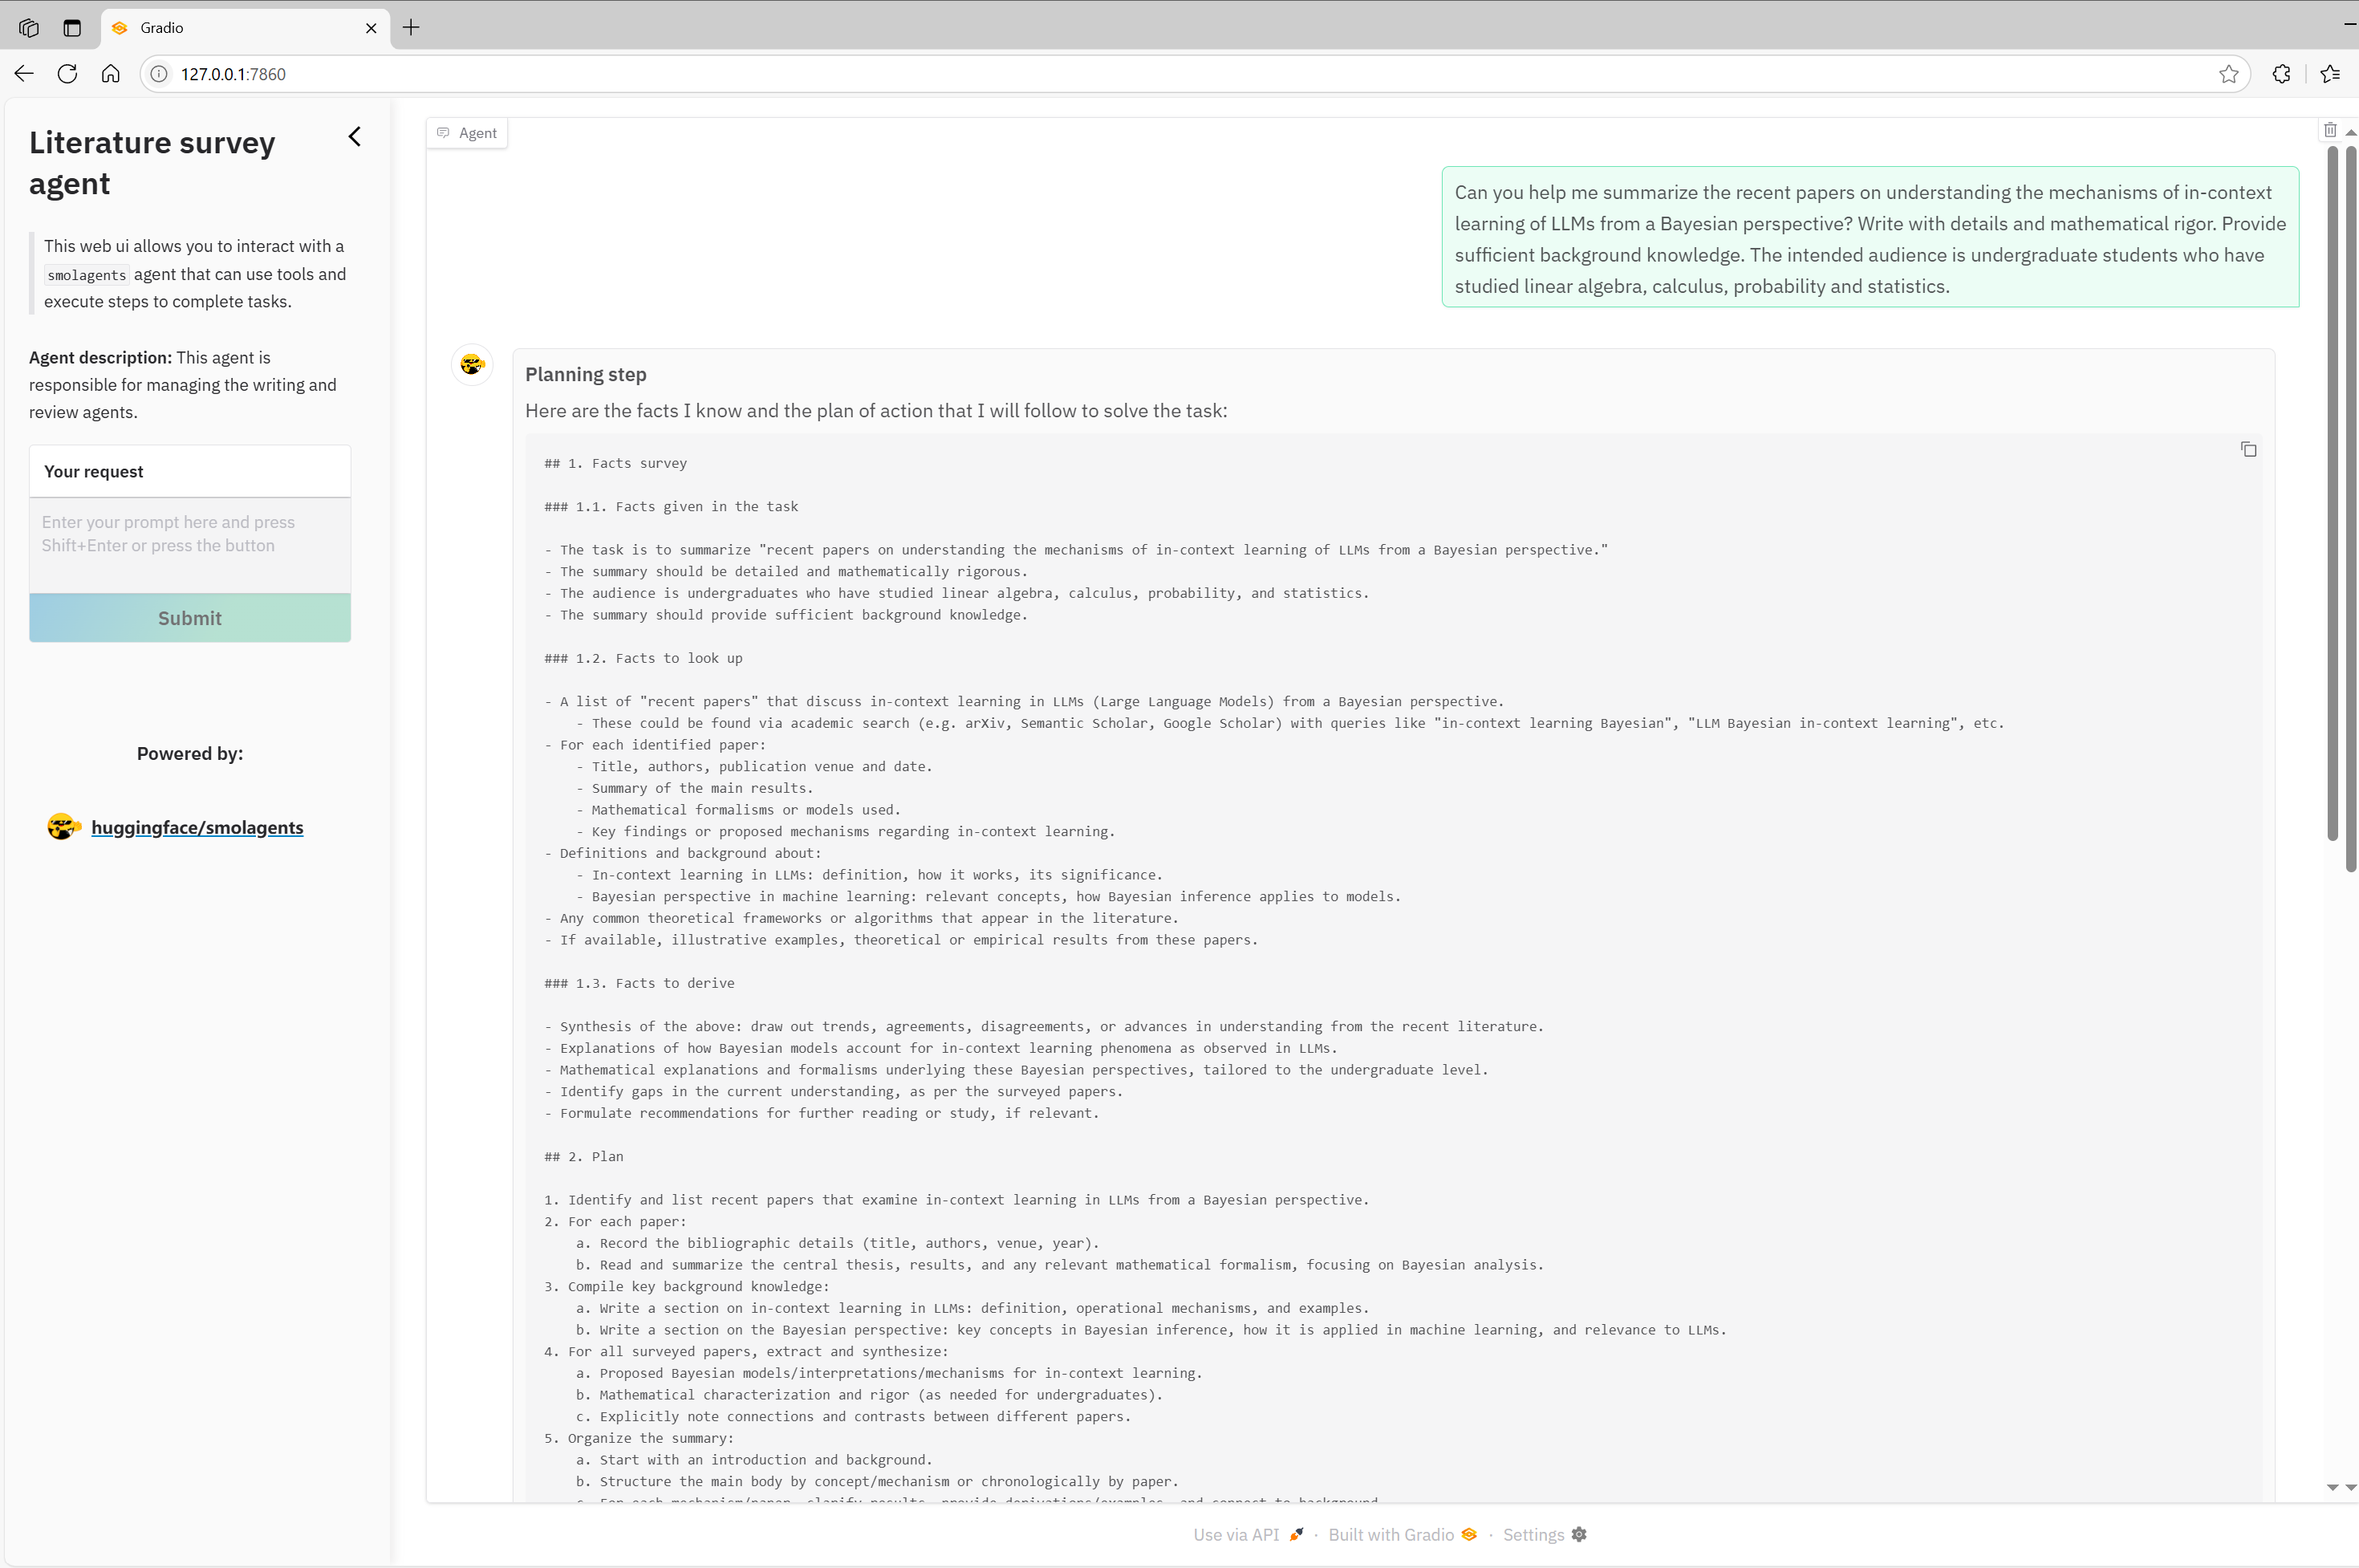 Gradio
127.0.0.1:7860
Literature survey
agent
This web ui allows you to interact with a
smolagents agent that can use tools and
execute steps to complete tasks.
Agent description: This agent is
responsible for managing the writing and
review agents.
Your request
Enter your prompt here and press
Shift+Enter or press the button
Submit
Powered by:
huggingface/smolagents
Agent
Can you help me summarize the recent papers on understanding the mechanisms of in-context
learning of LLMs from a Bayesian perspective? Write with details and mathematical rigor. Provide
sufficient background knowledge. The intended audience is undergraduate students who have
studied linear algebra, calculus, probability and statistics.
Planning step
Here are the facts I know and the plan of action that I will follow to solve the task:
## 1. Facts survey
### 1.1. Facts given in the task
- The task is to summarize "recent papers on understanding the mechanisms of in-context learning of LLMs from a Bayesian perspective."
- The summary should be detailed and mathematically rigorous.
- The audience is undergraduates who have studied linear algebra, calculus, probability, and statistics.
- The summary should provide sufficient background knowledge.
### 1.2. Facts to look up
- A list of "recent papers" that discuss in-context learning in LLMs (Large Language Models) from a Bayesian perspective.
- These could be found via academic search (e.g. arXiv, Semantic Scholar, Google Scholar) with queries like "in-context learning Bayesian", "LLM Bayesian in-context learning", etc.
- For each identified paper:
- Title, authors, publication venue and date.
- Summary of the main results.
- Mathematical formalisms or models used.
- Key findings or proposed mechanisms regarding in-context learning.
- Definitions and background about:
- In-context learning in LLMs: definition, how it works, its significance.
- Bayesian perspective in machine learning: relevant concepts, how Bayesian inference applies to models.
- Any common theoretical frameworks or algorithms that appear in the literature.
- If available, illustrative examples, theoretical or empirical results from these papers.
### 1.3. Facts to derive
- Synthesis of the above: draw out trends, agreements, disagreements, or advances in understanding from the recent literature.
- Explanations of how Bayesian models account for in-context learning phenomena as observed in LLMs.
- Mathematical explanations and formalisms underlying these Bayesian perspectives, tailored to the undergraduate level.
- Identify gaps in the current understanding, as per the surveyed papers.
- Formulate recommendations for further reading or study, if relevant.
## 2. Plan
1. Identify and list recent papers that examine in-context learning in LLMs from a Bayesian perspective.
2. For each paper:
a. Record the bibliographic details (title, authors, venue, year).
b. Read and summarize the central thesis, results, and any relevant mathematical formalism, focusing on Bayesian analysis.
3. Compile key background knowledge:
a. Write a section on in-context learning in LLMs: definition, operational mechanisms, and examples.
b. Write a section on the Bayesian perspective: key concepts in Bayesian inference, how it is applied in machine learning, and relevance to LLMs.
4. For all surveyed papers, extract and synthesize:
a. Proposed Bayesian models/interpretations/mechanisms for in-context learning.
b. Mathematical characterization and rigor (as needed for undergraduates).
c. Explicitly note connections and contrasts between different papers.
5. Organize the summary:
a. Start with an introduction and background.
b. Structure the main body by concept/mechanism or chronologically by paper.
c. For each mechanism/paper, clarify results, provide derivations/examples, and connect to background.
Use via API · Built with Gradio · Settings